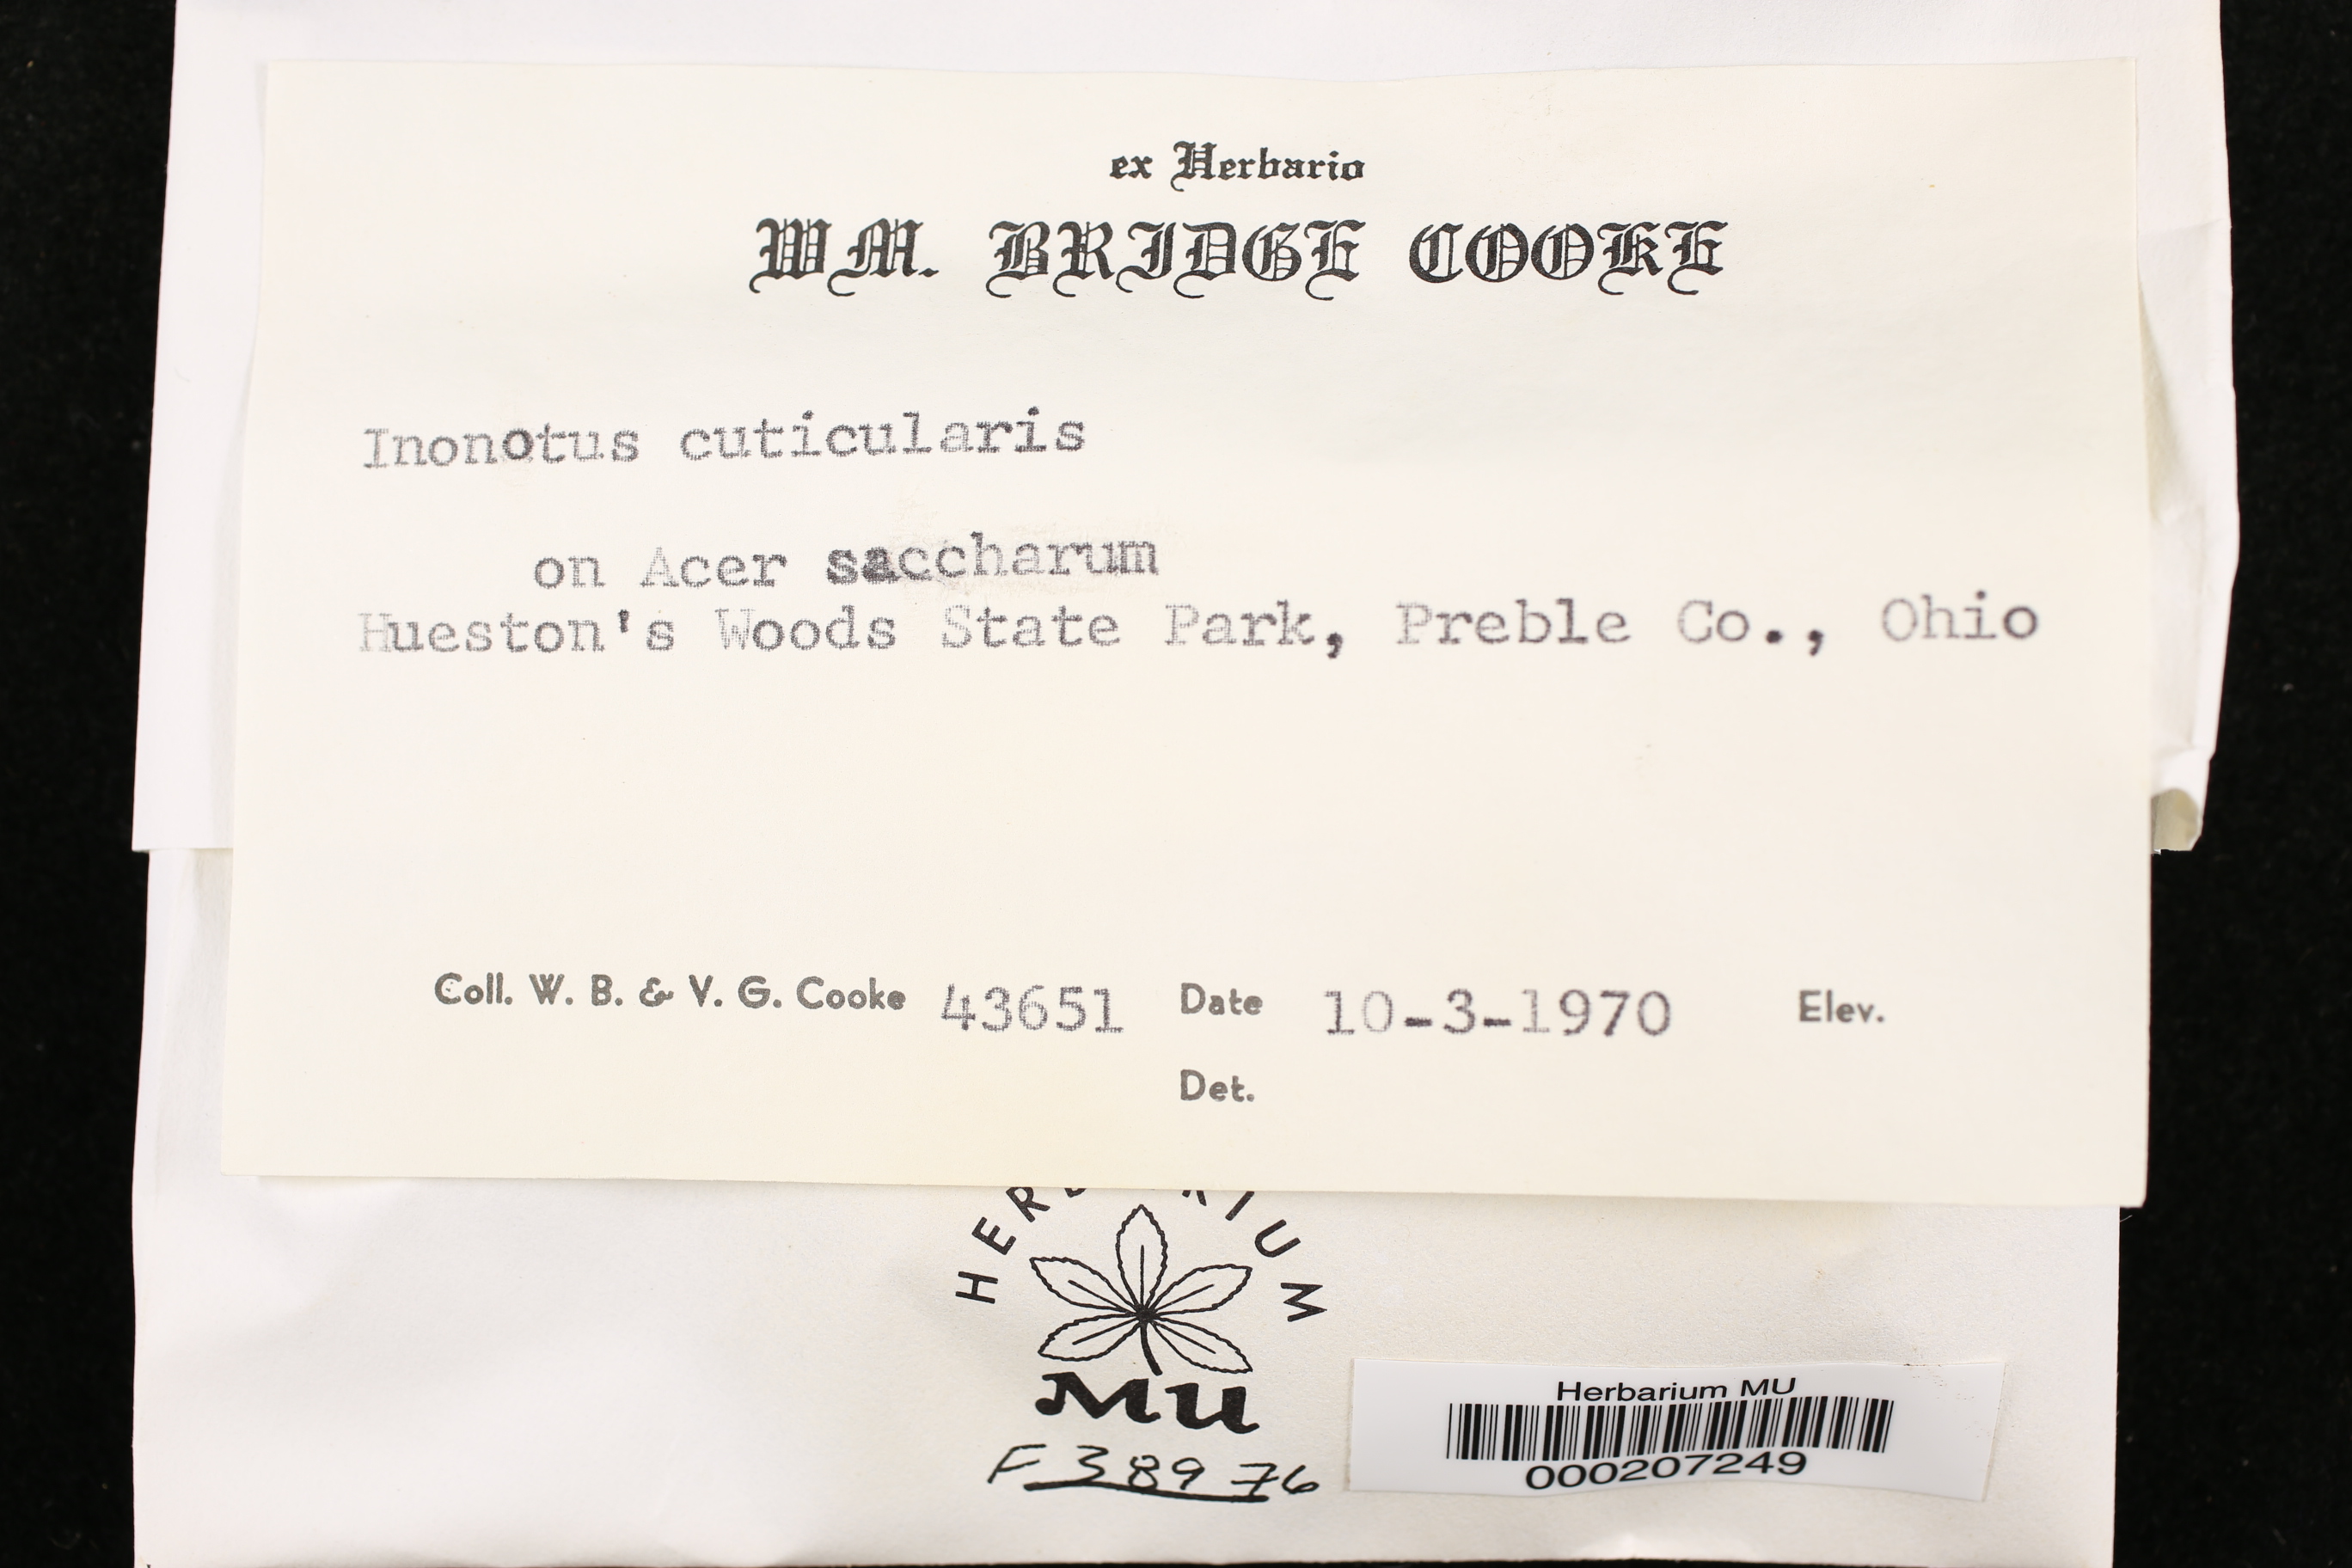 ex Herbario
WM. BRIDGE COOKE
Inonotus cuticularis
on Acer saccharum
Hueston's Woods State Park, Preble Co., Ohio
Coll. W. B. & V. G. Cooke 43651 Date 10-3-1970 Elev.
Det.
HERBARIUM
MU
F 38976
Herbarium MU
000207249